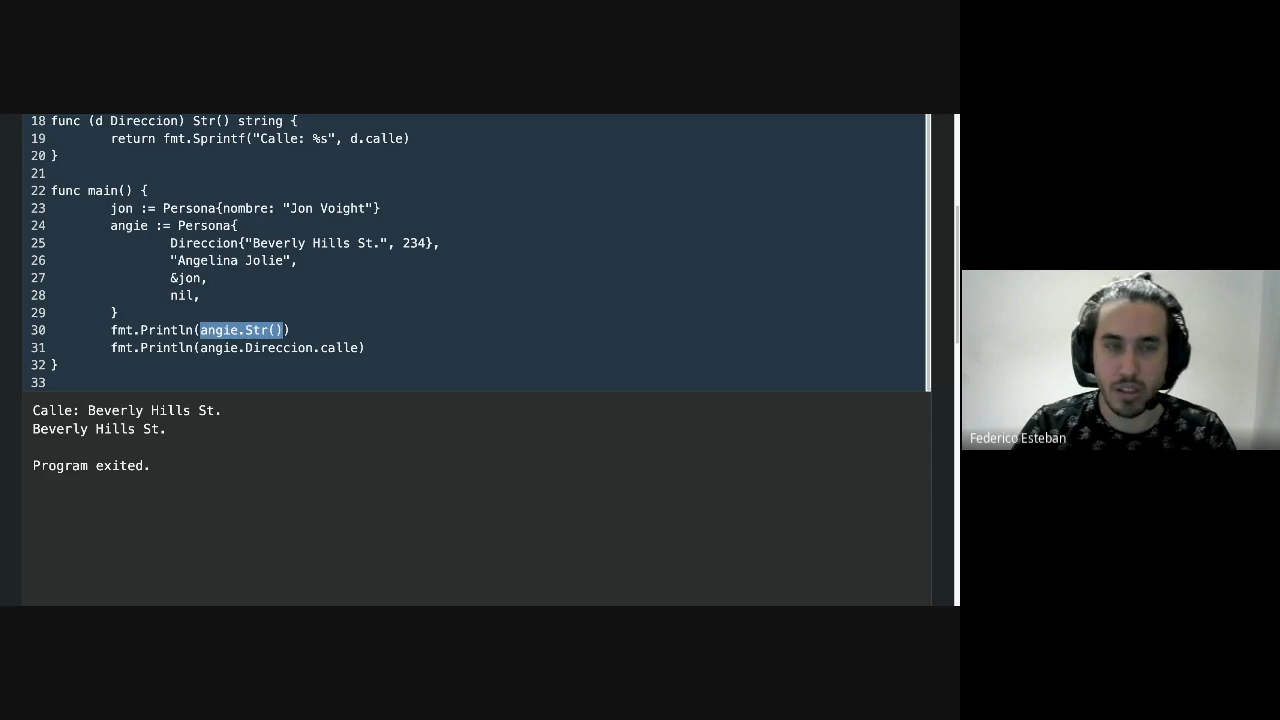 18 func (d Direccion) Str() string {
19 return fmt.Sprintf("Calle: %s", d.calle)
20 }
21
22 func main() {
23 jon := Persona{nombre: "Jon Voight"}
24 angie := Persona{
25 Direccion{"Beverly Hills St.", 234},
26 "Angelina Jolie",
27 &jon,
28 nil,
29 }
30 fmt.Println(angie.Str())
31 fmt.Println(angie.Direccion.calle)
32 }
33
Calle: Beverly Hills St.
Beverly Hills St.
Program exited.
Federico Esteban